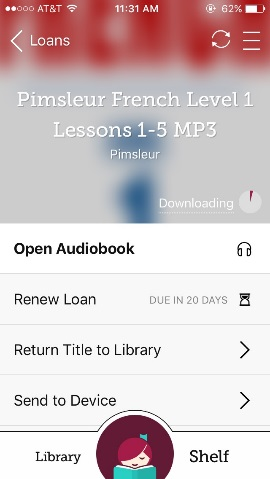 AT&T 11:31 AM 62%
Loans
Pimsleur French Level 1
Lessons 1-5 MP3
Pimsleur
Downloading
Open Audiobook
Renew Loan DUE IN 20 DAYS
Return Title to Library
Send to Device
Library Shelf